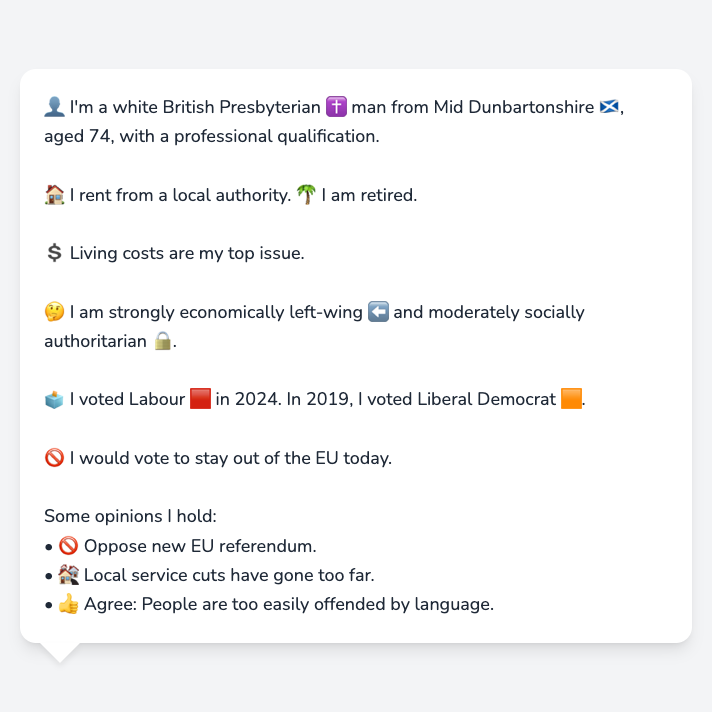 👤 I'm a white British Presbyterian ✝️ man from Mid Dunbartonshire 🏴󠁧󠁢󠁳󠁣󠁴󠁿,
aged 74, with a professional qualification.
🏠 I rent from a local authority. 🌴 I am retired.
💲 Living costs are my top issue.
🤔 I am strongly economically left-wing ⬅️ and moderately socially
authoritarian 🔒.
🗳️ I voted Labour 🟥 in 2024. In 2019, I voted Liberal Democrat 🟧.
🚫 I would vote to stay out of the EU today.
Some opinions I hold:
• 🚫 Oppose new EU referendum.
• 🏚️ Local service cuts have gone too far.
• 👍 Agree: People are too easily offended by language.